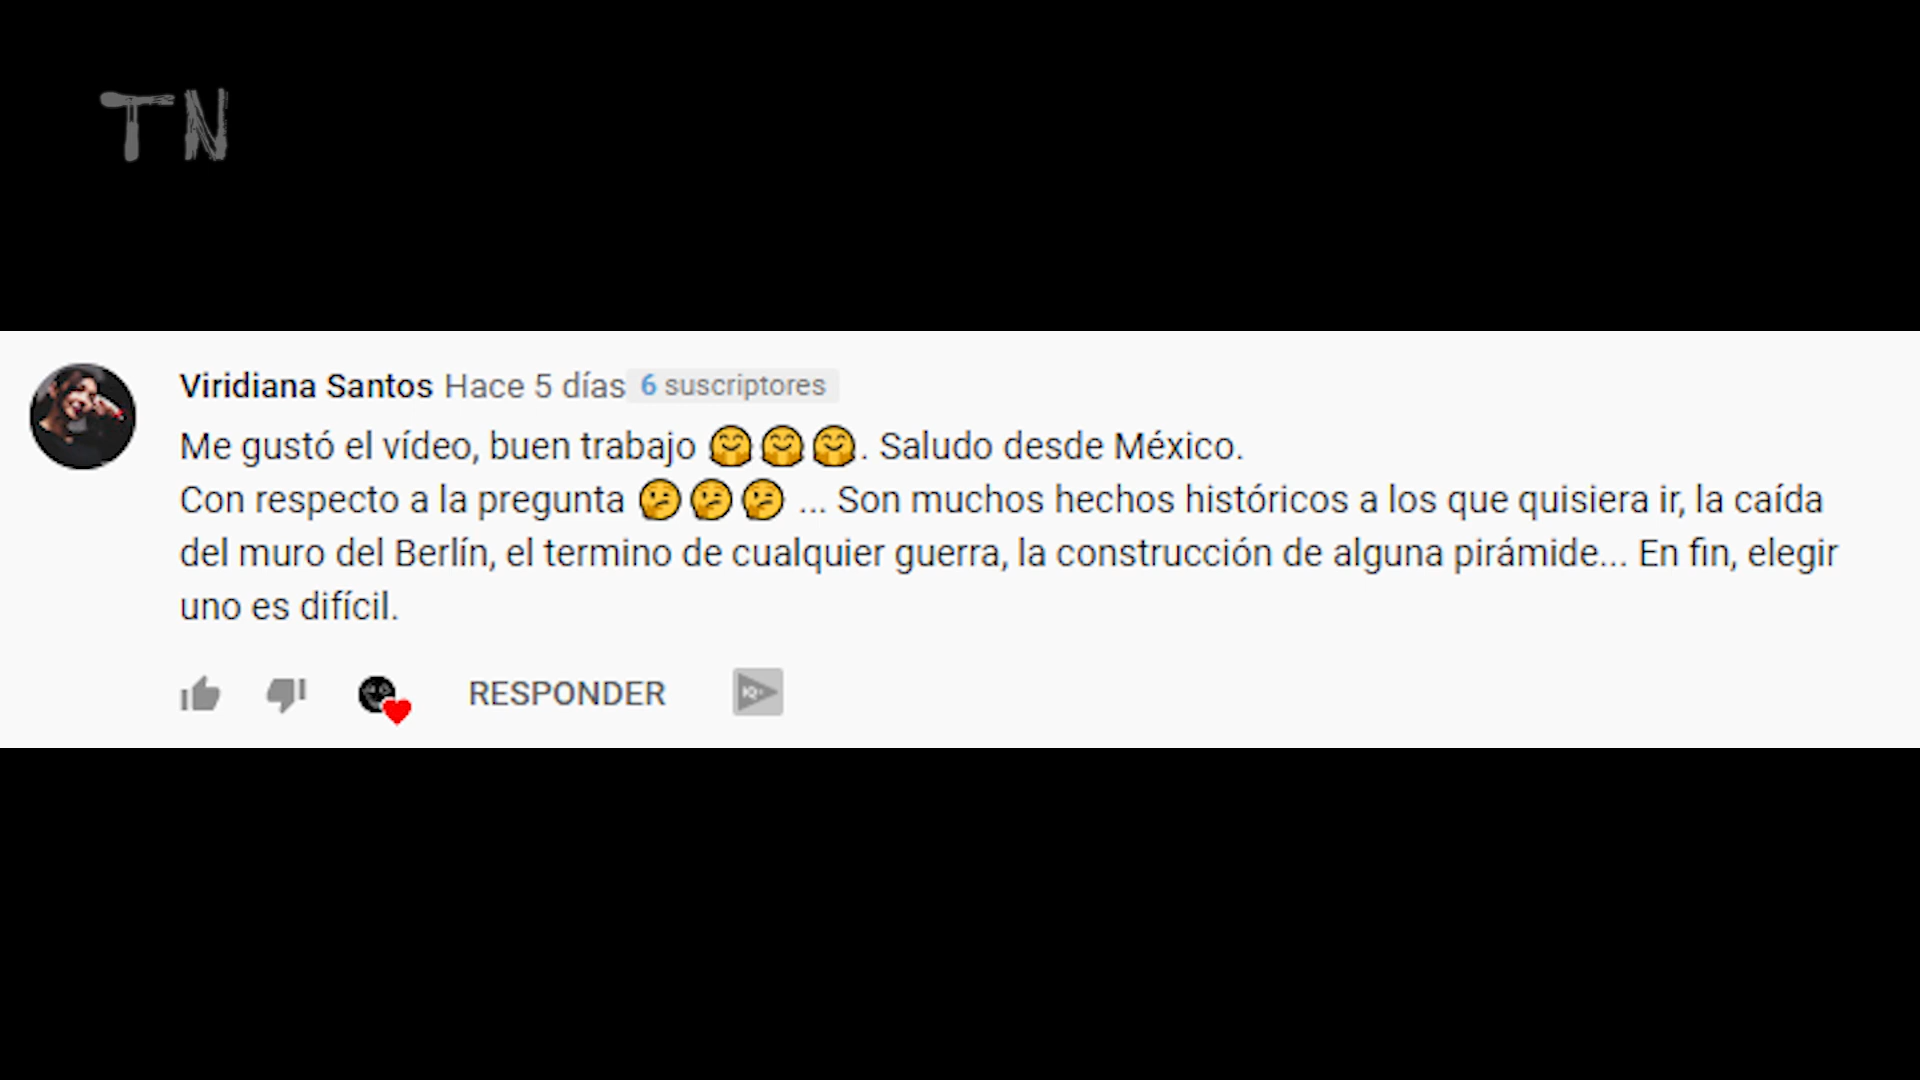 TN
Viridiana Santos Hace 5 días 6 suscriptores
Me gustó el vídeo, buen trabajo 🤗🤗🤗. Saludo desde México.
Con respecto a la pregunta 🤔🤔🤔 ... Son muchos hechos históricos a los que quisiera ir, la caída
del muro del Berlín, el termino de cualquier guerra, la construcción de alguna pirámide... En fin, elegir
uno es difícil.
RESPONDER
IQ+